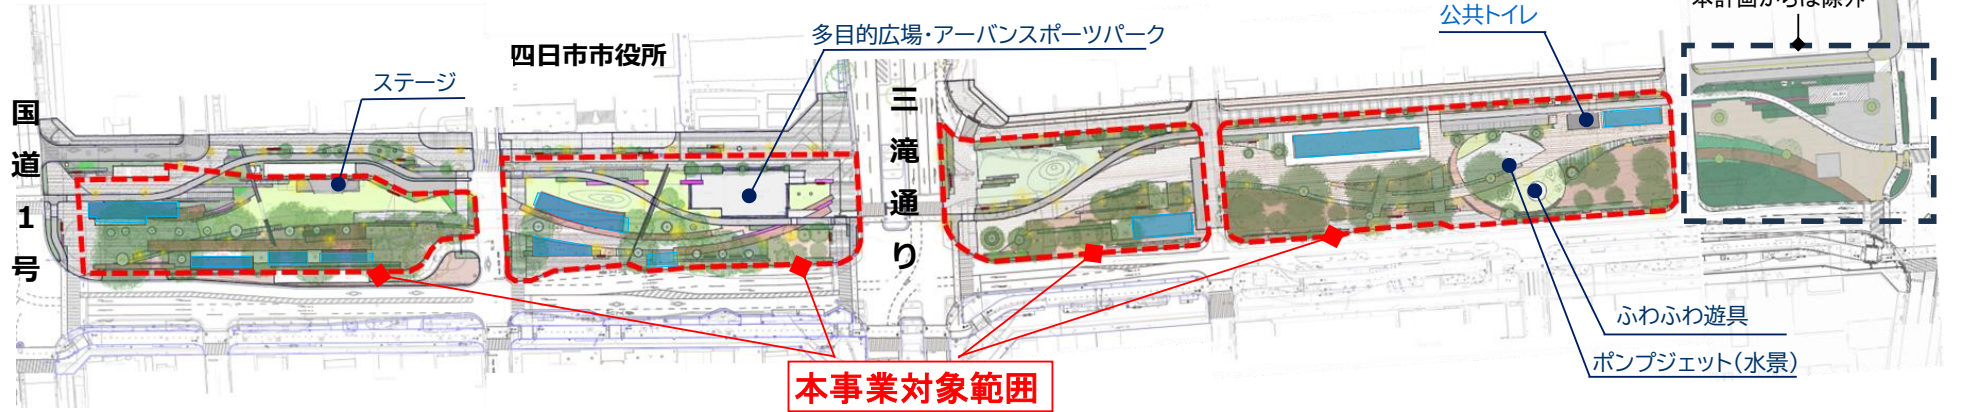 本計画からは除外
公共トイレ
多目的広場・アーバンスポーツパーク
四日市市役所
ステージ
国道1号
三滝通り
ふわふわ遊具
ポンプジェット(水景)
本事業対象範囲